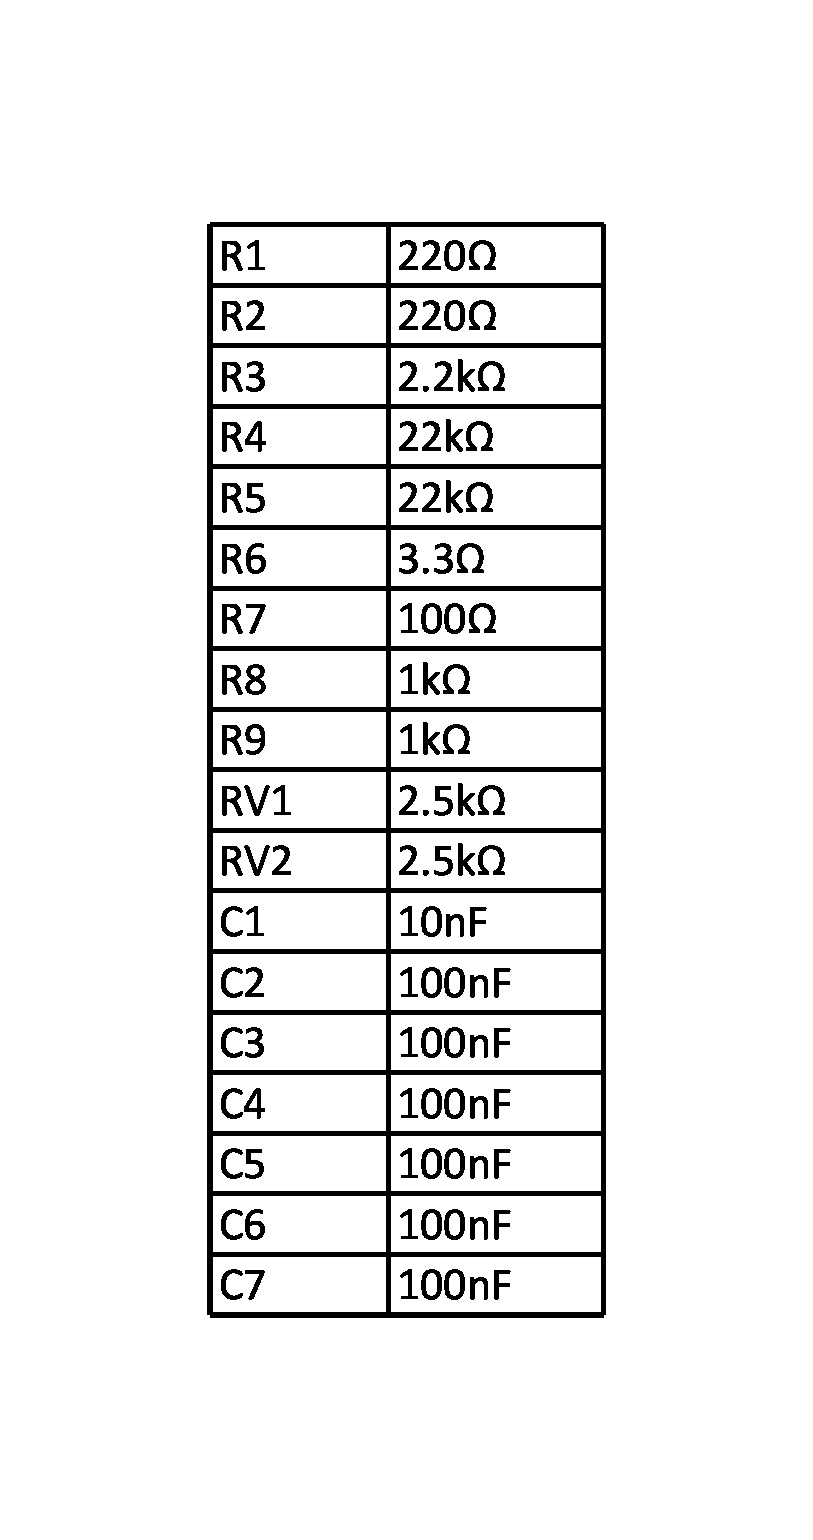 R1 220Ω
R2 220Ω
R3 2.2kΩ
R4 22kΩ
R5 22kΩ
R6 3.3Ω
R7 100Ω
R8 1kΩ
R9 1kΩ
RV1 2.5kΩ
RV2 2.5kΩ
C1 10nF
C2 100nF
C3 100nF
C4 100nF
C5 100nF
C6 100nF
C7 100nF